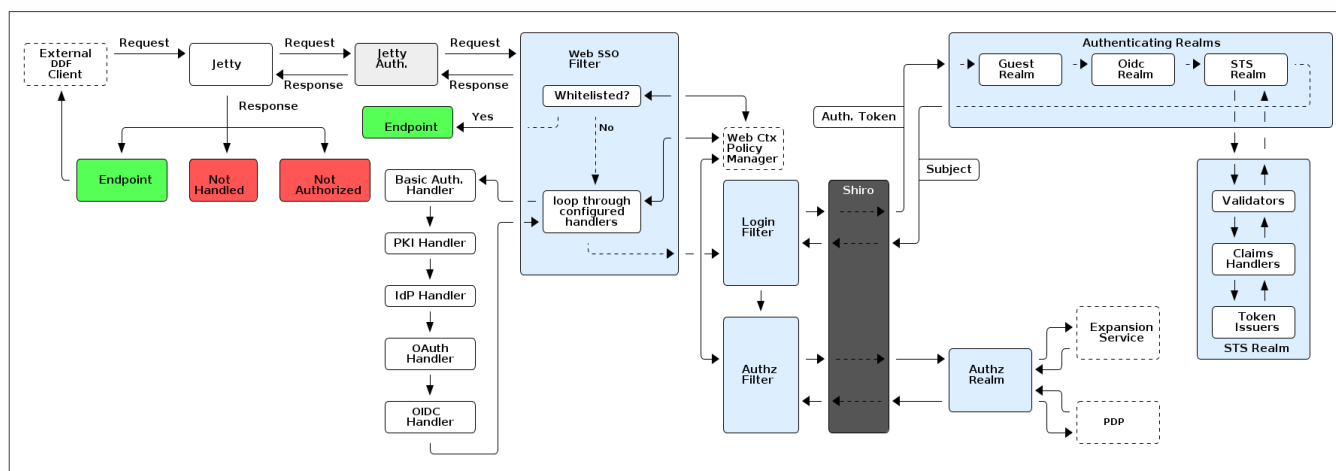 External
DDF
Client
Request
Jetty
Request
Response
Jetty
Auth.
Request
Response
Response
Endpoint
Not
Handled
Not
Authorized
Web SSO
Filter
Whitelisted?
Yes
Endpoint
No
loop through
configured
handlers
Basic Auth.
Handler
PKI Handler
IdP Handler
OAuth
Handler
OIDC
Handler
Web Ctx
Policy
Manager
Login
Filter
Authz
Filter
Shiro
Auth. Token
Subject
Authenticating Realms
Guest
Realm
Oidc
Realm
STS
Realm
Validators
Claims
Handlers
Token
Issuers
STS Realm
Authz
Realm
Expansion
Service
PDP